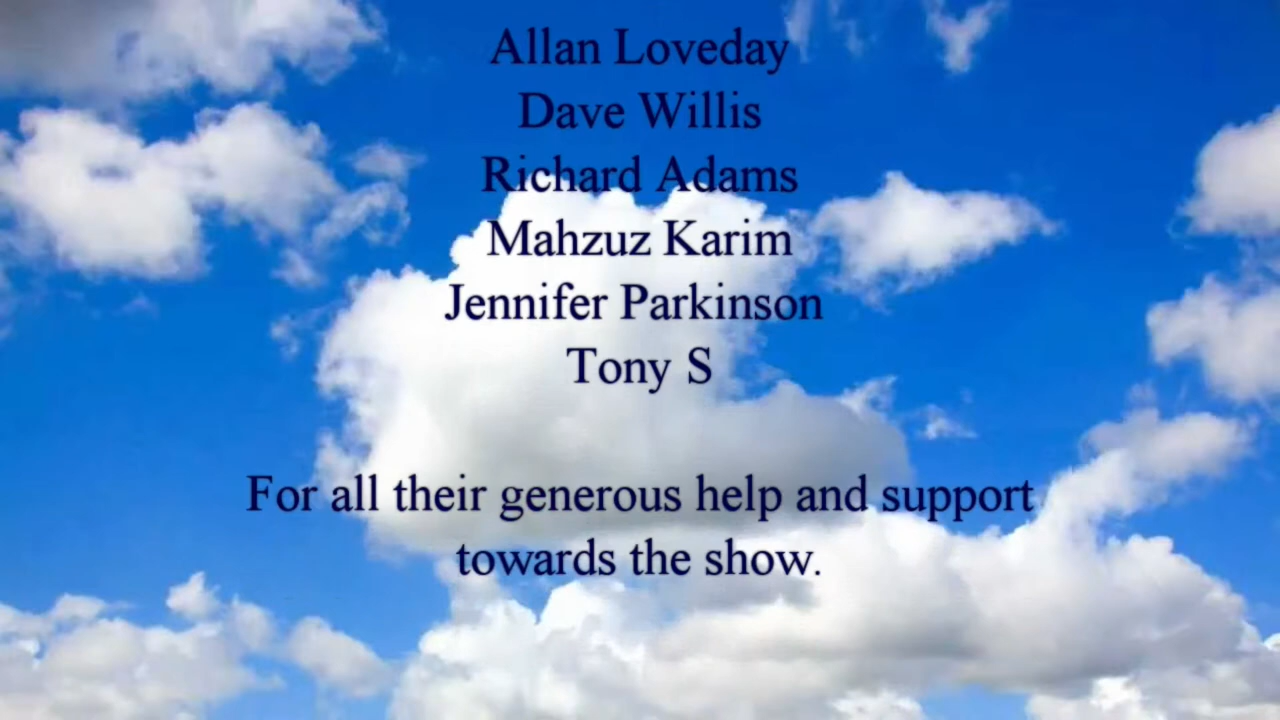 Allan Loveday
Dave Willis
Richard Adams
Mahzuz Karim
Jennifer Parkinson
Tony S
For all their generous help and support
towards the show.